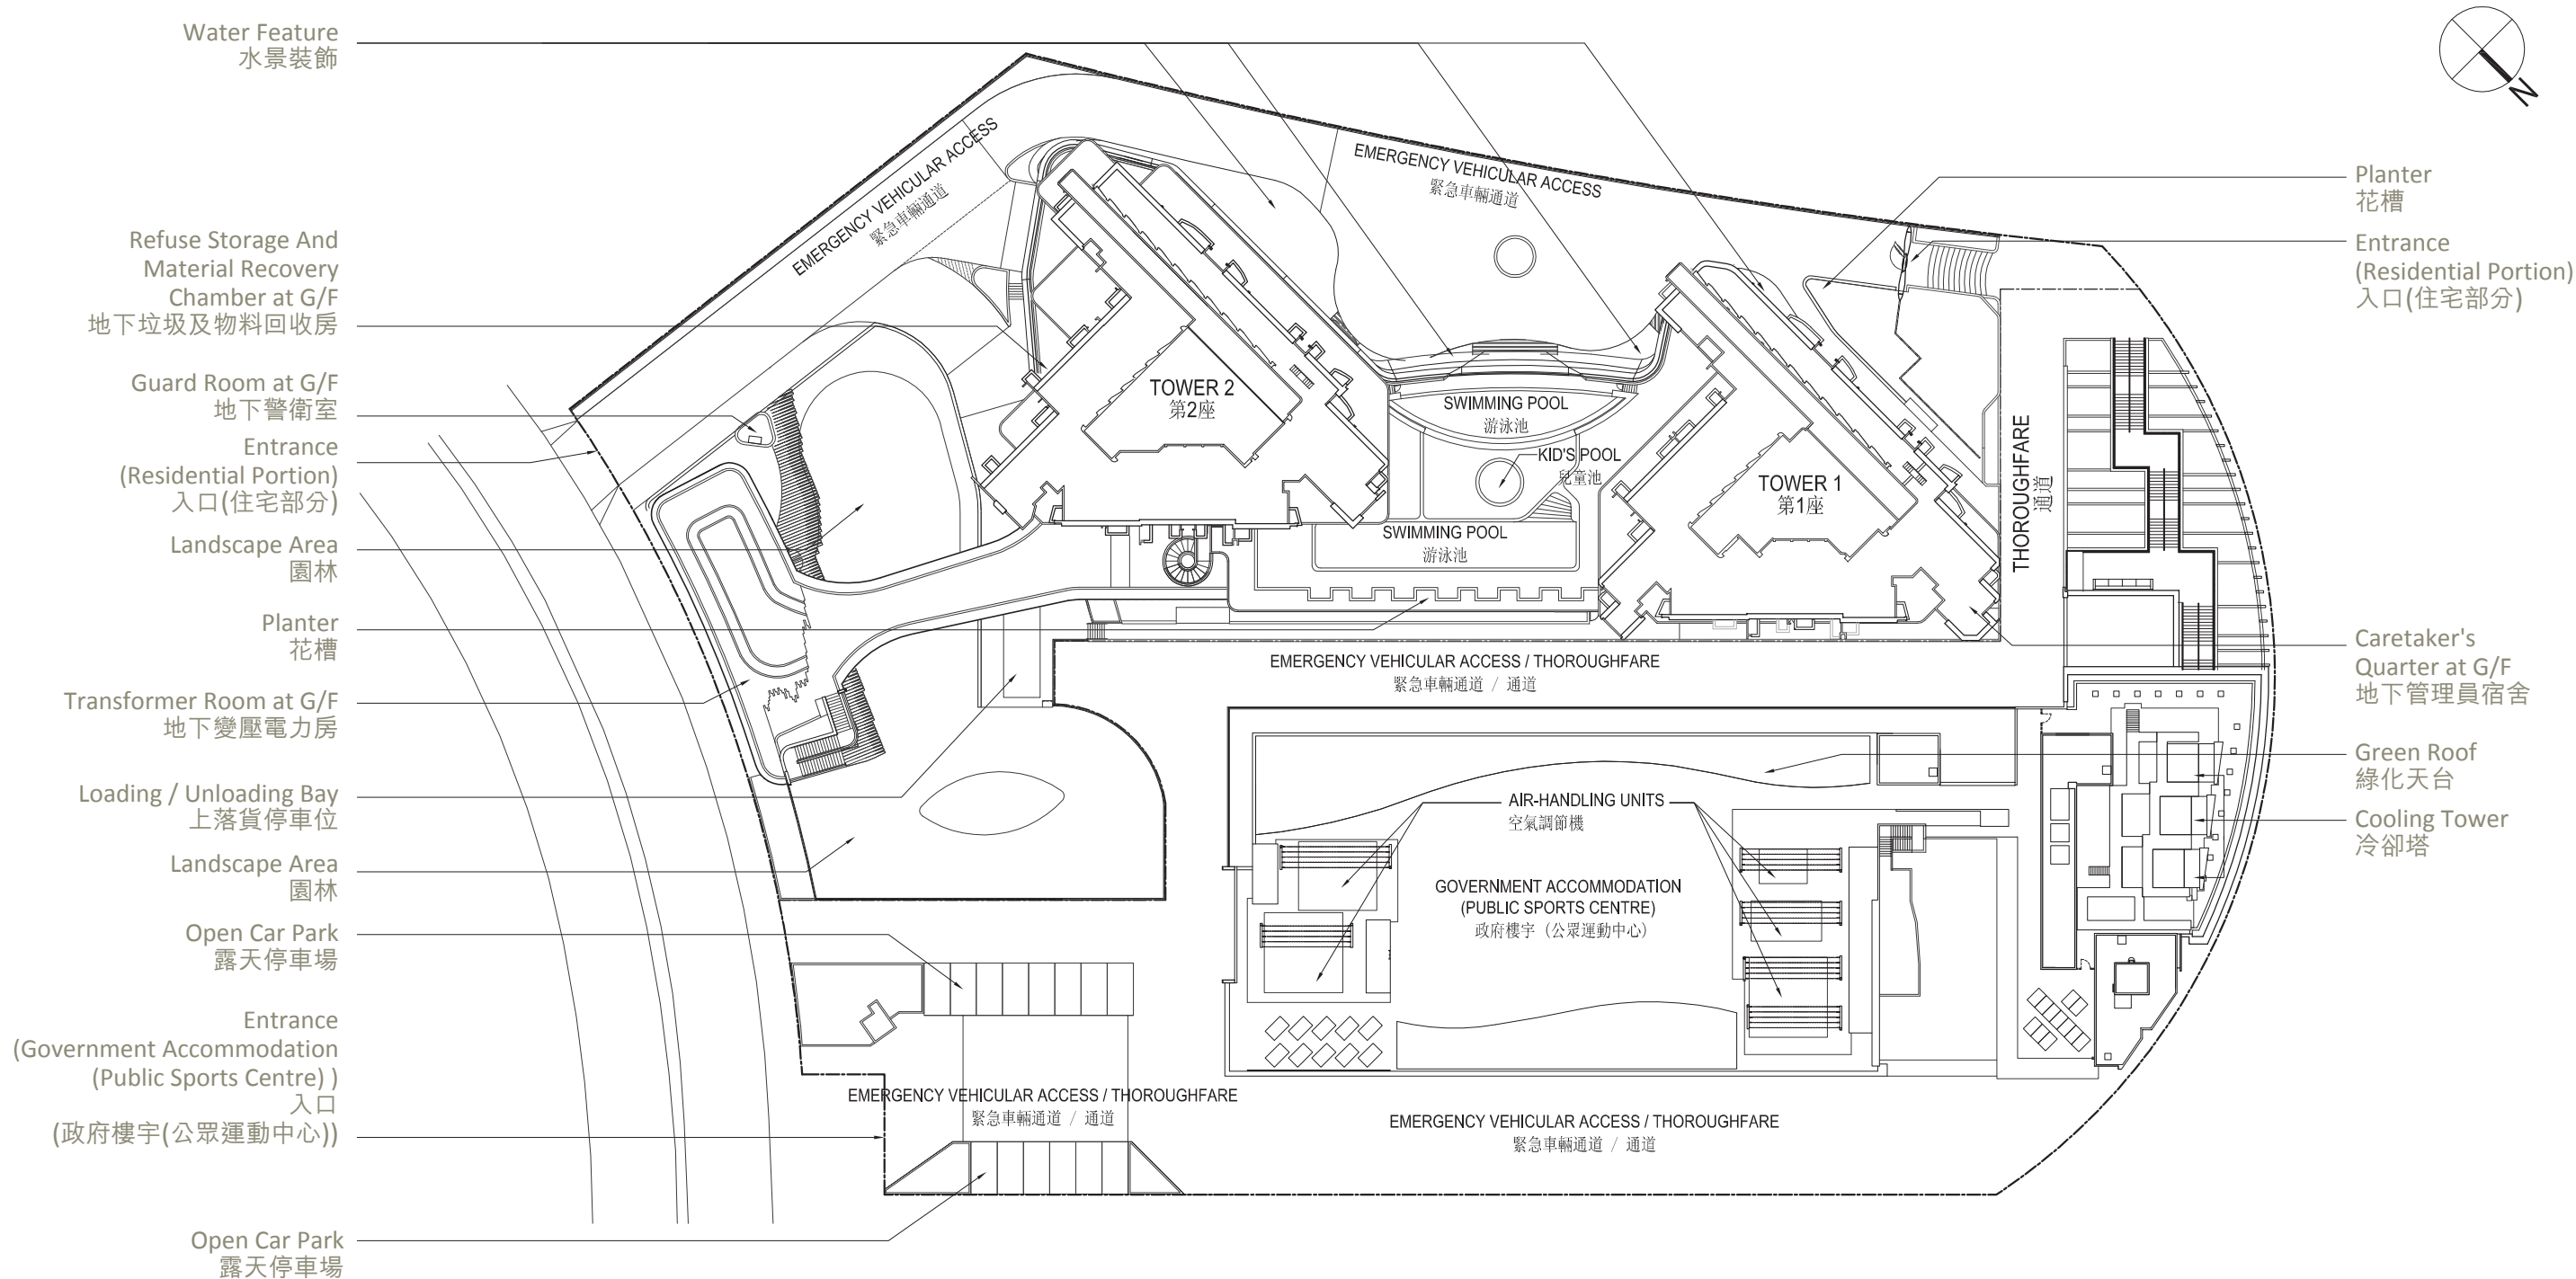 Water Feature
水景裝飾
Refuse Storage And
Material Recovery
Chamber at G/F
地下垃圾及物料回收房
Guard Room at G/F
地下警衛室
Entrance
(Residential Portion)
入口(住宅部分)
Landscape Area
園林
Planter
花槽
Transformer Room at G/F
地下變壓電力房
Loading / Unloading Bay
上落貨停車位
Landscape Area
園林
Open Car Park
露天停車場
Entrance
(Government Accommodation
(Public Sports Centre) )
入口
(政府樓宇(公眾運動中心))
Open Car Park
露天停車場
EMERGENCY VEHICULAR ACCESS
緊急車輛通道
EMERGENCY VEHICULAR ACCESS
緊急車輛通道
TOWER 2
第2座
SWIMMING POOL
游泳池
KID'S POOL
兒童池
SWIMMING POOL
游泳池
TOWER 1
第1座
THOROUGHFARE
通道
EMERGENCY VEHICULAR ACCESS / THOROUGHFARE
緊急車輛通道 / 通道
AIR-HANDLING UNITS
空氣調節機
GOVERNMENT ACCOMMODATION
(PUBLIC SPORTS CENTRE)
政府樓宇 (公眾運動中心)
EMERGENCY VEHICULAR ACCESS / THOROUGHFARE
緊急車輛通道 / 通道
EMERGENCY VEHICULAR ACCESS / THOROUGHFARE
緊急車輛通道 / 通道
N
Planter
花槽
Entrance
(Residential Portion)
入口(住宅部分)
Caretaker's
Quarter at G/F
地下管理員宿舍
Green Roof
綠化天台
Cooling Tower
冷卻塔